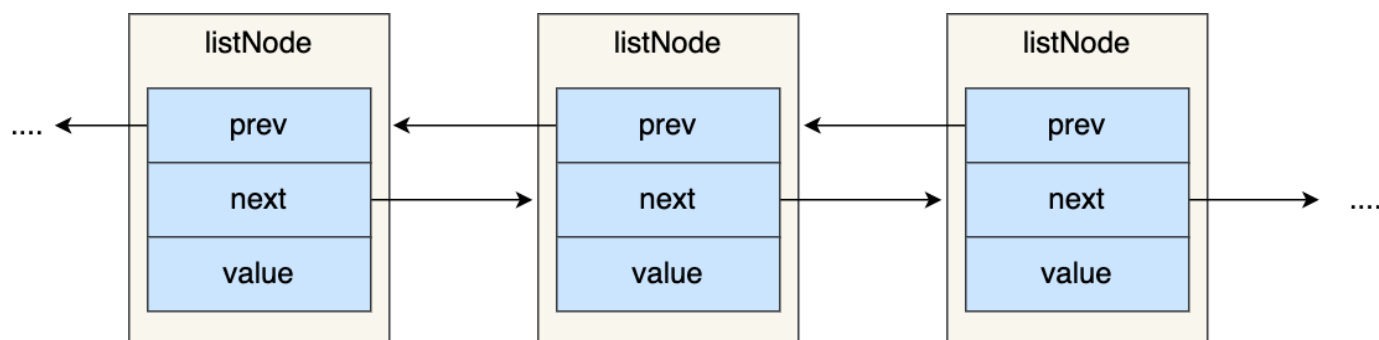 listNode
listNode
listNode
....
prev
prev
prev
next
next
next
....
value
value
value